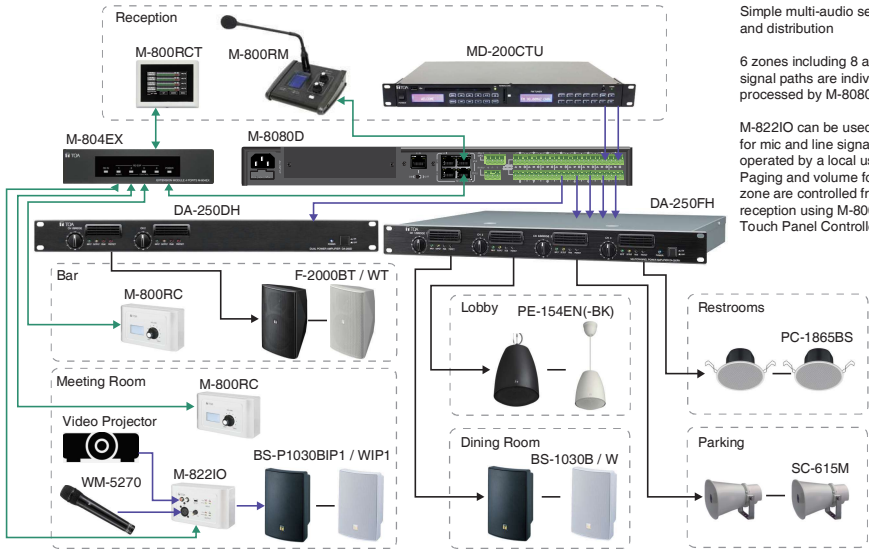 Reception
M-800RCT
M-800RM
MD-200CTU
Simple multi-audio se
and distribution
6 zones including 8 a
signal paths are indiv
processed by M-8080
M-822IO can be used
for mic and line signa
operated by a local us
Paging and volume fo
zone are controlled fr
reception using M-80
Touch Panel Controlle
M-804EX
M-8080D
TOA
DA-250DH
DA-250FH
TOA
TOA
Bar
F-2000BT / WT
M-800RC
Lobby
PE-154EN(-BK)
Restrooms
PC-1865BS
Meeting Room
M-800RC
Video Projector
M-822IO
BS-P1030BIP1 / WIP1
WM-5270
Dining Room
BS-1030B / W
Parking
SC-615M